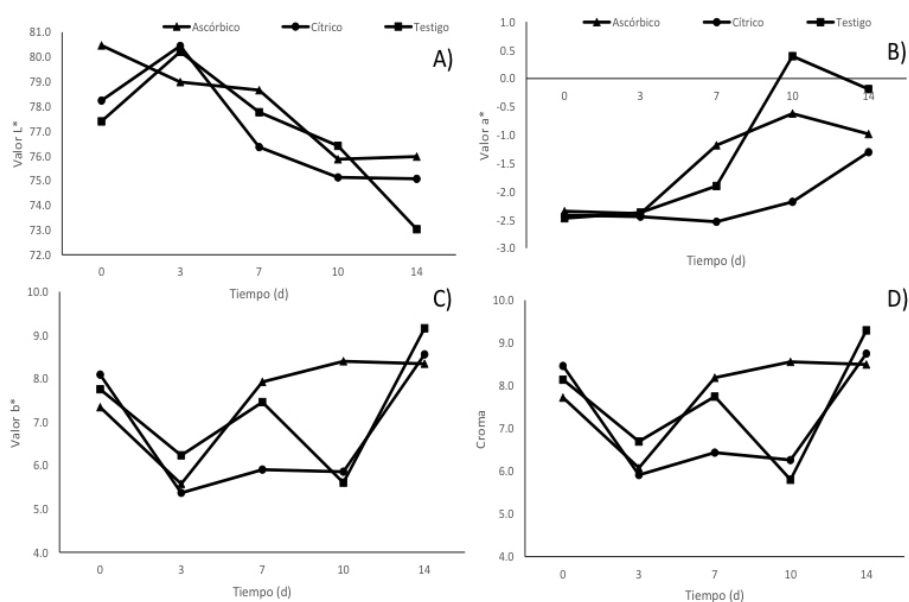 Ascórbico Cítrico Testigo
A)
81.0
80.0
79.0
78.0
77.0
76.0
75.0
74.0
73.0
72.0
Valor L*
0 3 7 10 14
Tiempo (d)
Ascórbico Cítrico Testigo
B)
1.0
0.5
0.0
-0.5
-1.0
-1.5
-2.0
-2.5
-3.0
Valor a*
0 3 7 10 14
Tiempo (d)
C)
10.0
9.0
8.0
7.0
6.0
5.0
4.0
Valor b*
0 3 7 10 14
Tiempo (d)
D)
10.0
9.0
8.0
7.0
6.0
5.0
4.0
Croma
0 3 7 10 14
Tiempo (d)